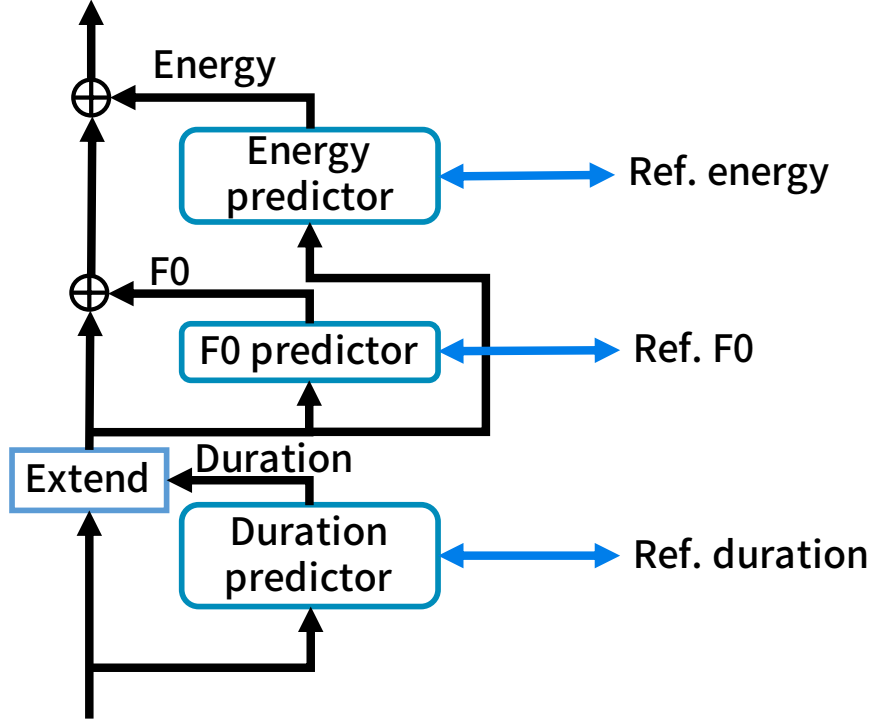 Energy
Energy
predictor
Ref. energy
F0
F0 predictor
Ref. F0
Duration
Extend
Duration
predictor
Ref. duration